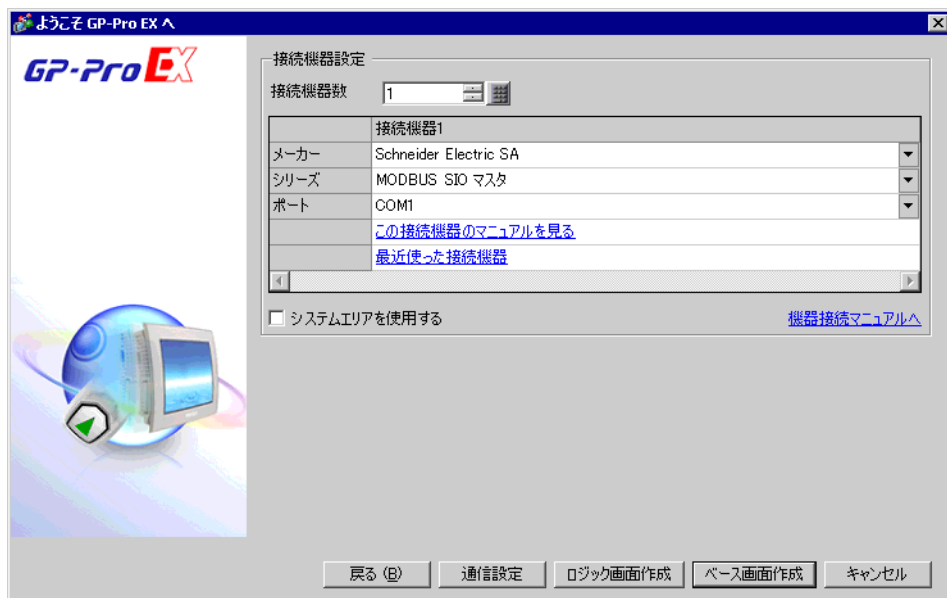 ようこそ GP-Pro EX へ
GP-Pro EX
接続機器設定
接続機器数 1
接続機器1
メーカー Schneider Electric SA
シリーズ MODBUS SIO マスタ
ポート COM1
この接続機器のマニュアルを見る
最近使った接続機器
システムエリアを使用する 機器接続マニュアルへ
戻る (B) 通信設定 ロジック画面作成 ベース画面作成 キャンセル